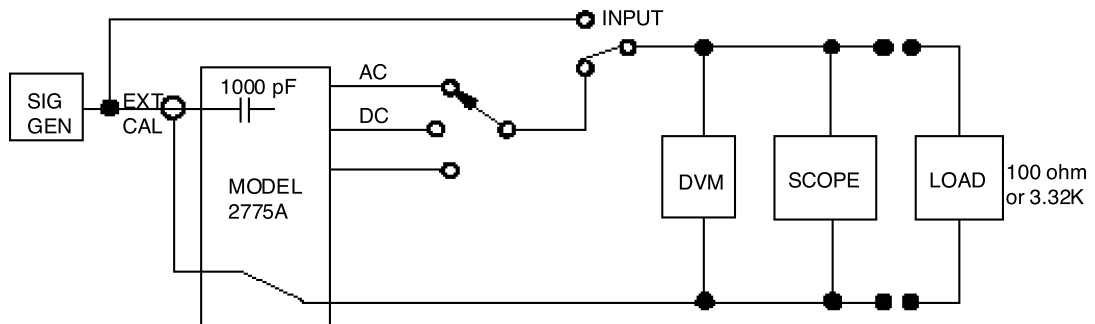 INPUT
1000 pF
AC
SIG
GEN
EXT
CAL
DC
MODEL
2775A
DVM
SCOPE
LOAD
100 ohm
or 3.32K